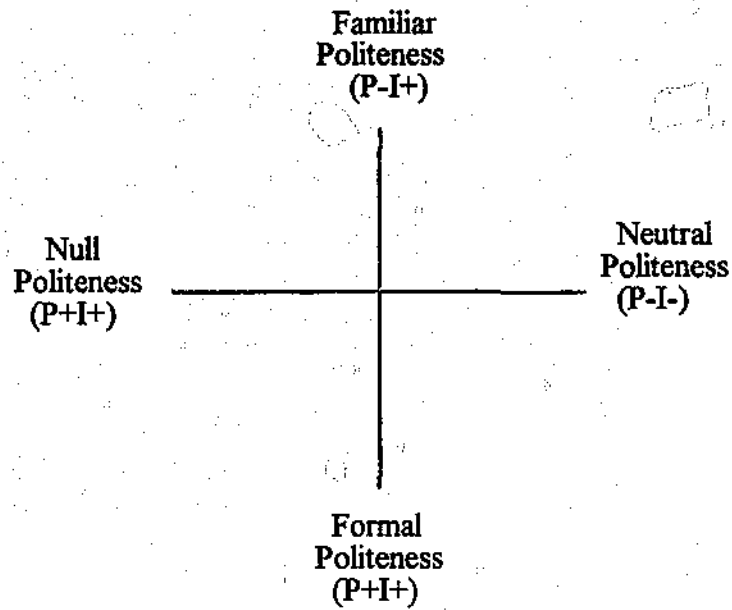 Familiar
Politeness
(P-I+)
Null
Politeness
(P+I+)
Neutral
Politeness
(P-I-)
Formal
Politeness
(P+I+)